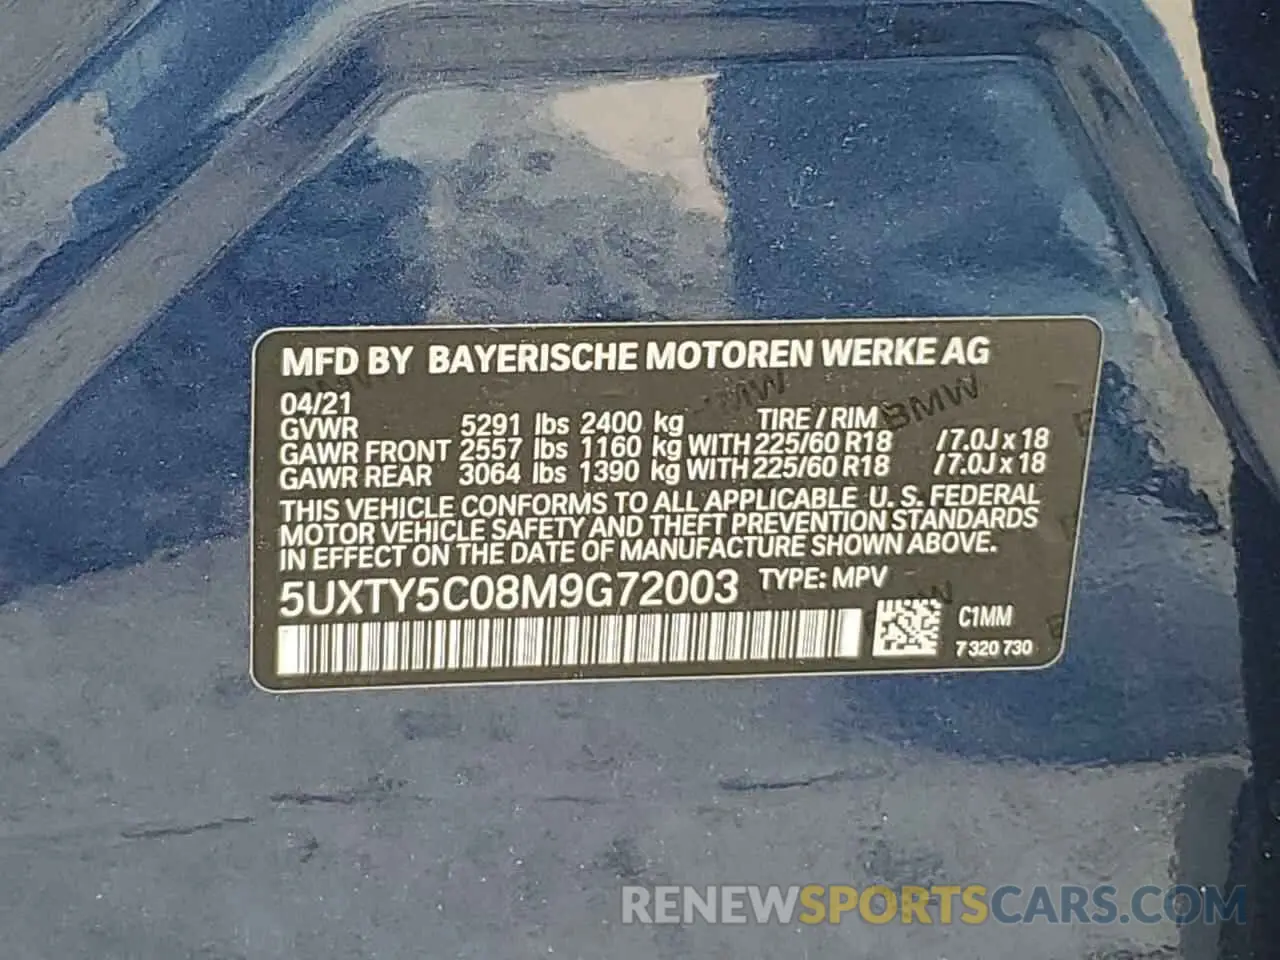 MFD BY BAYERISCHE MOTOREN WERKE AG
04/21
GVWR 5291 lbs 2400 kg TIRE / RIM
GAWR FRONT 2557 lbs 1160 kg WITH 225/60 R18 /7.0J x 18
GAWR REAR 3064 lbs 1390 kg WITH 225/60 R18 /7.0J x 18
THIS VEHICLE CONFORMS TO ALL APPLICABLE U.S. FEDERAL
MOTOR VEHICLE SAFETY AND THEFT PREVENTION STANDARDS
IN EFFECT ON THE DATE OF MANUFACTURE SHOWN ABOVE.
5UXTY5C08M9G72003 TYPE: MPV
C1MM
7 320 730
BMW
BMW
BMW
RENEWSPORTSCARS.COM